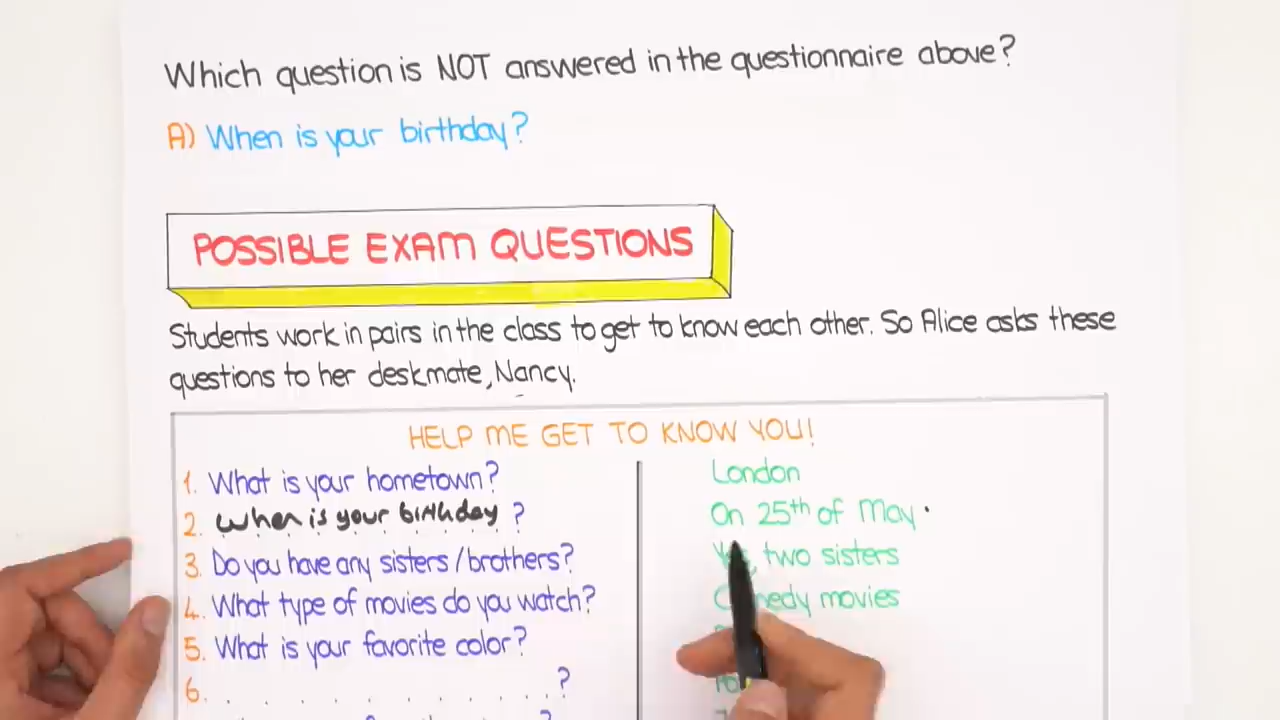 Which question is NOT answered in the questionnaire above?
A) When is your birthday?
POSSIBLE EXAM QUESTIONS
Students work in pairs in the class to get to know each other. So Alice asks these
questions to her deskmate, Nancy.
HELP ME GET TO KNOW YOU!
1. What is your hometown?
London
2. When is your birthday ?
On 25th of May.
3. Do you have any sisters/brothers?
two sisters
4. What type of movies do you watch?
movies
5. What is your favorite color?
6. . . . . . . . . . . ?